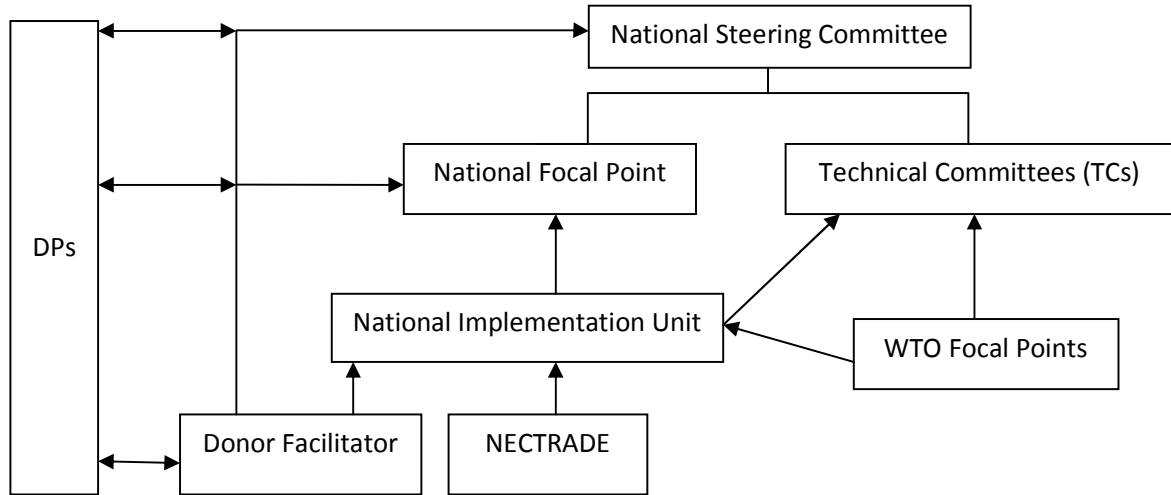 National Steering Committee
National Focal Point
Technical Committees (TCs)
DPs
National Implementation Unit
WTO Focal Points
Donor Facilitator
NECTRADE